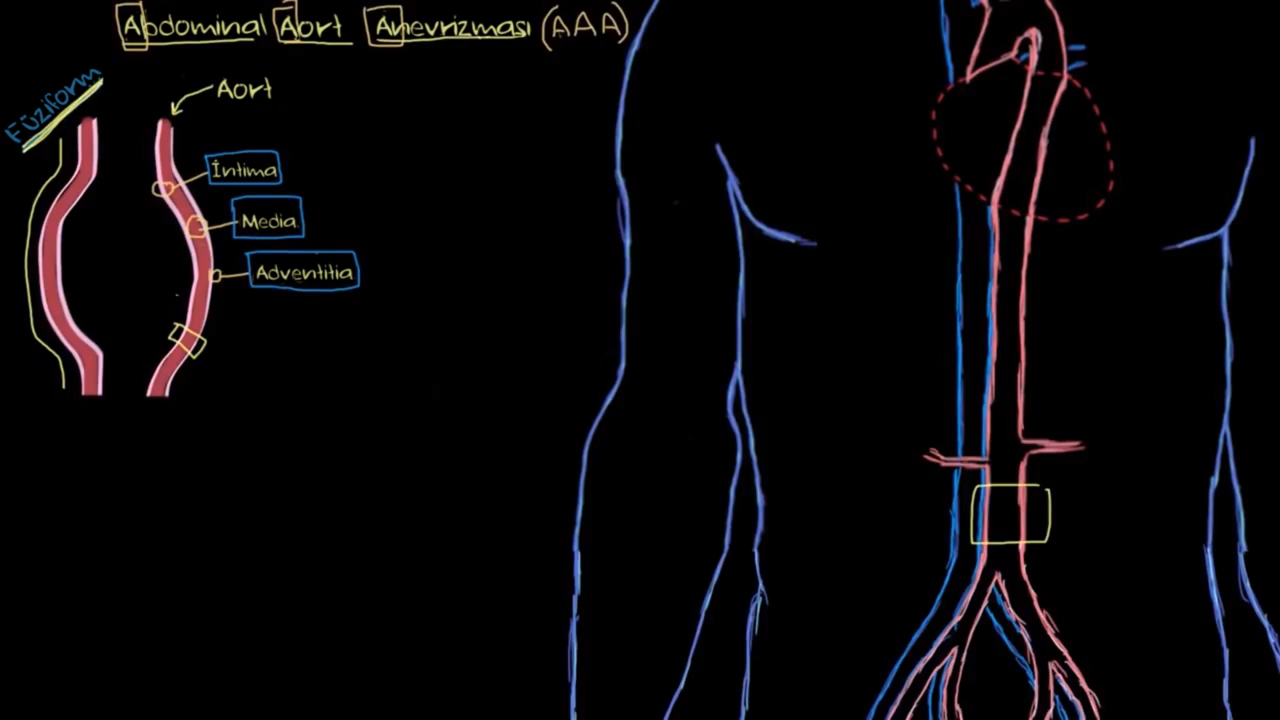 Abdominal Aort Anevrizması (AAA)
Füziform
Aort
İntima
Media
Adventitia